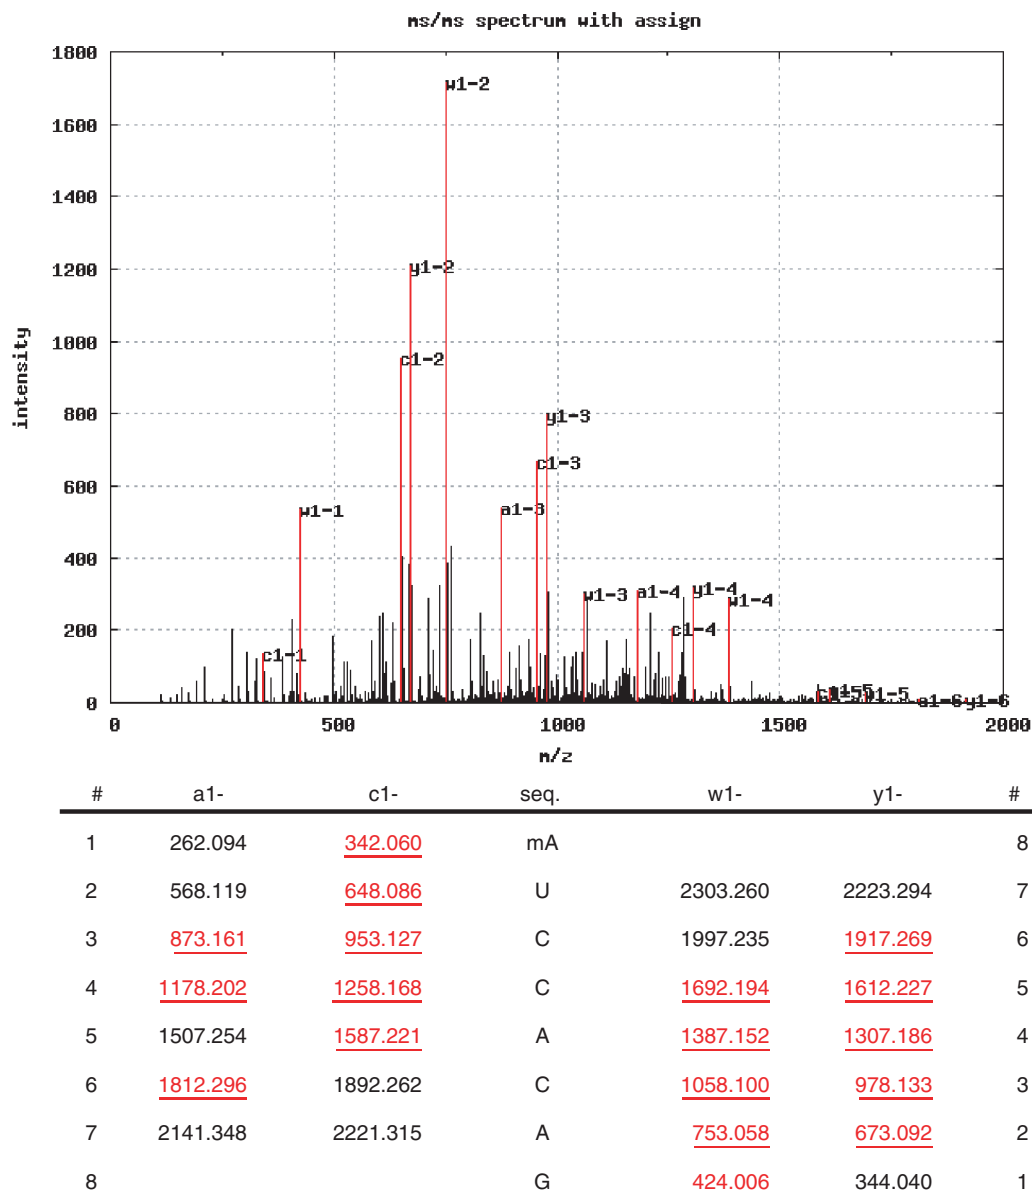 ms/ms spectrum with assign
1800
1600
1400
1200
1000
800
600
400
200
0
intensity
w1-2
y1-2
c1-2
y1-3
c1-3
w1-1
a1-3
w1-3
a1-4
y1-4
w1-4
c1-4
c1-1
a1-6
y1-6
0 500 1000 1500 2000
m/z
# a1- c1- seq. w1- y1- #
1 262.094 342.060 mA 8
2 568.119 648.086 U 2303.260 2223.294 7
3 873.161 953.127 C 1997.235 1917.269 6
4 1178.202 1258.168 C 1692.194 1612.227 5
5 1507.254 1587.221 A 1387.152 1307.186 4
6 1812.296 1892.262 C 1058.100 978.133 3
7 2141.348 2221.315 A 753.058 673.092 2
8 G 424.006 344.040 1